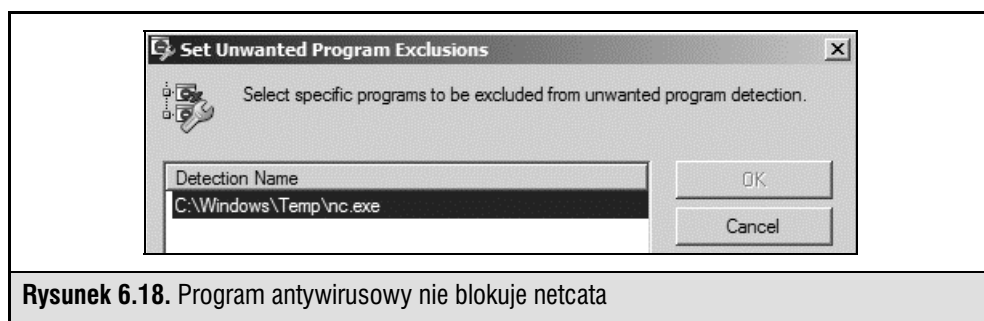 Set Unwanted Program Exclusions
Select specific programs to be excluded from unwanted program detection.
Detection Name
OK
C:\Windows\Temp\nc.exe
Cancel
Rysunek 6.18. Program antywirusowy nie blokuje netcata